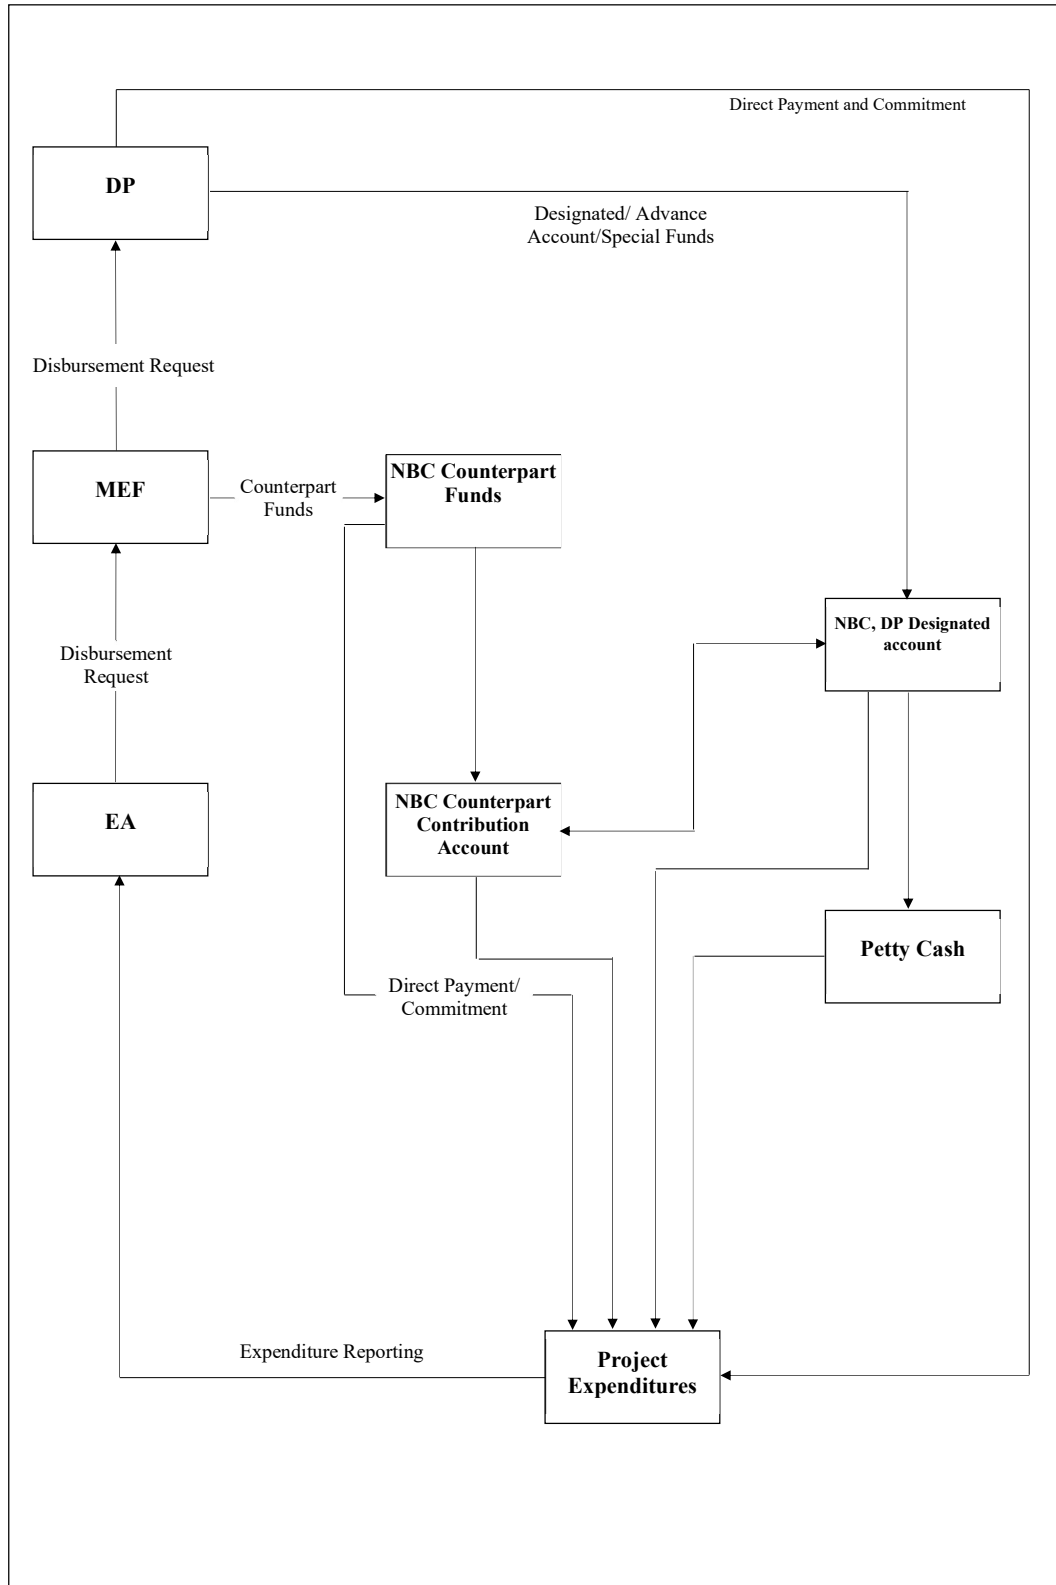 Direct Payment and Commitment
DP
Designated/ Advance
Account/Special Funds
Disbursement Request
MEF
Counterpart
Funds
NBC Counterpart
Funds
NBC, DP Designated
account
Disbursement
Request
EA
NBC Counterpart
Contribution
Account
Petty Cash
Direct Payment/
Commitment
Expenditure Reporting
Project
Expenditures